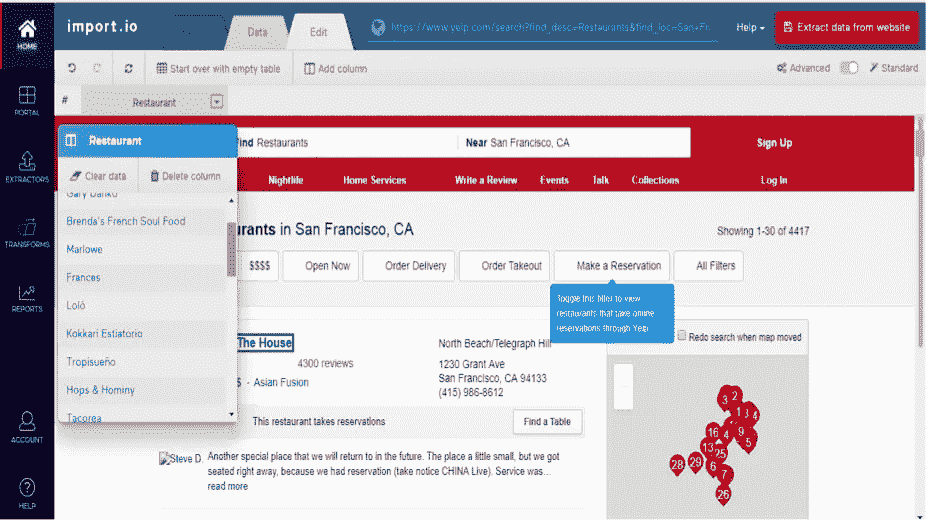 import.io
Data
Edit
https://www.yelp.com/search?find_desc=Restaurants&find_loc=San+Fr
Help
Extract data from website
HOME
Start over with empty table
Add column
Advanced
Standard
#
Restaurant
PORTAL
Restaurant
ind Restaurants
Near San Francisco, CA
Sign Up
Clear data
Delete column
Nightlife
Home Services
Write a Review
Events
Talk
Collections
Log In
EXTRACTORS
Gary Danko
Brenda's French Soul Food
urants in San Francisco, CA
Showing 1-30 of 4417
TRANSFORMS
Marlowe
$$$$
Open Now
Order Delivery
Order Takeout
Make a Reservation
All Filters
Frances
REPORTS
Lolo
Toggle this filter to view
restaurants that take online
reservations through Yelp
Kokkari Estiatorio
The House
North Beach/Telegraph Hill
Redo search when map moved
Tropisueño
4300 reviews
1230 Grant Ave
$ - Asian Fusion
San Francisco, CA 94133
(415) 986-8612
Hops & Hominy
Tacorea
This restaurant takes reservations
Find a Table
ACCOUNT
Steve D.
Another special place that we will return to in the future. The place a little small, but we got
seated right away, because we had reservation (take notice CHINA Live). Service was...
read more
3 2
1 3 4
16 4 9 5
13 25
28 29 6
7
26
HELP